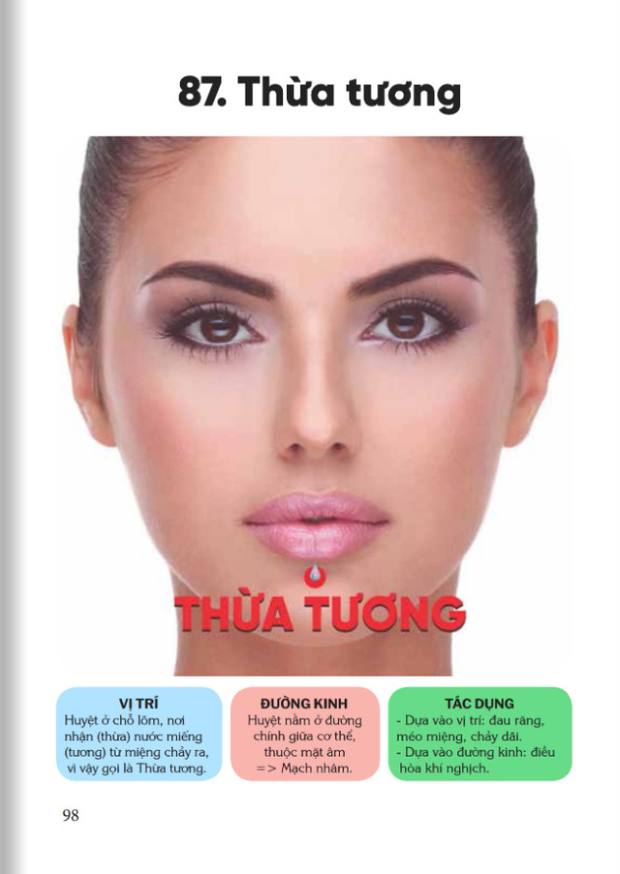 87. Thừa tương
THỪA TƯƠNG
VỊ TRÍ
Huyệt ở chỗ lõm, nơi
nhận (thừa) nước miếng
(tương) từ miệng chảy ra,
vì vậy gọi là Thừa tương.
ĐƯỜNG KINH
Huyệt nằm ở đường
chính giữa cơ thể,
thuộc mặt âm
=> Mạch nhâm.
TÁC DỤNG
- Dựa vào vị trí: đau răng,
méo miệng, chảy dãi.
- Dựa vào đường kinh: điều
hòa khí nghịch.
98